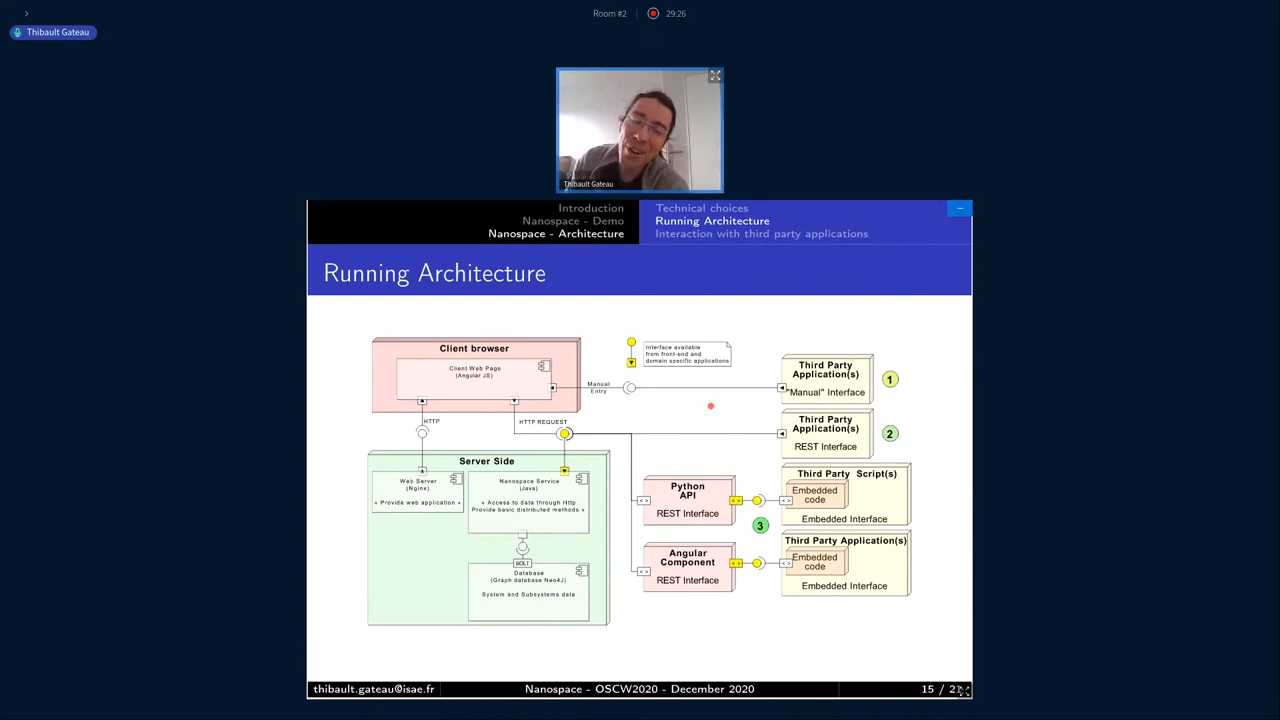 Room #2
29:26
Thibault Gateau
Thibault Gateau
Introduction
Nanospace - Demo
Nanospace - Architecture
Technical choices
Running Architecture
Interaction with third party applications
Running Architecture
Client browser
Client Web Page
(Angular JS)
Interface available
from front-end and
domain specific applications
Manual
Entry
Third Party
Application(s)
"Manual" Interface
1
HTTP
HTTP REQUEST
Third Party
Application(s)
REST Interface
2
Server Side
Web Server
(Nginx)
« Provide web application »
Nanospace Service
(Java)
« Access to data through Http
Provide basic distributed methods »
BOLT
Database
(Graph database Neo4J)
System and Subsystems data
Python
API
REST Interface
< >
< >
< >
Third Party Script(s)
Embedded
code
Embedded Interface
3
Angular
Component
REST Interface
< >
< >
< >
Third Party Application(s)
Embedded
code
Embedded Interface
thibault.gateau@isae.fr
Nanospace - OSCW2020 - December 2020
15 / 21